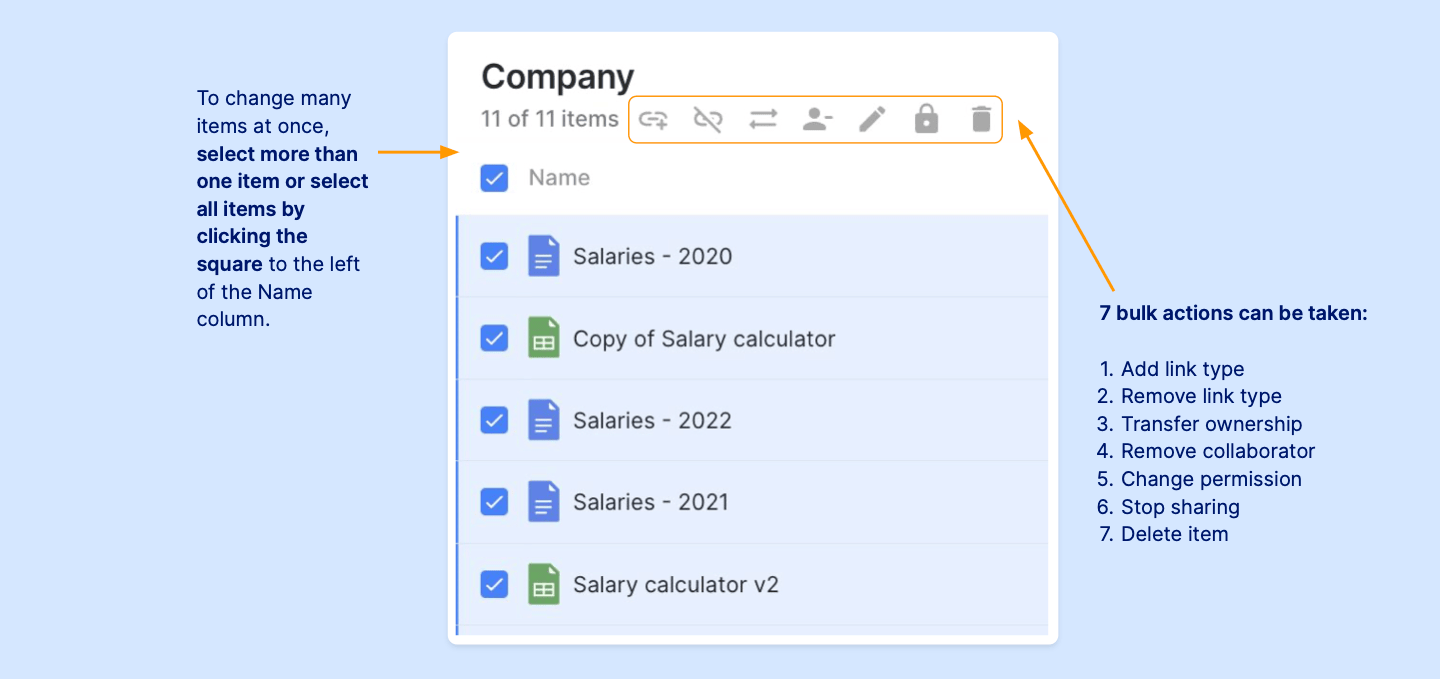 To change many
items at once,
select more than
one item or select
all items by
clicking the
square to the left
of the Name
column.
Company
11 of 11 items
Name
Salaries - 2020
Copy of Salary calculator
Salaries - 2022
Salaries - 2021
Salary calculator v2
7 bulk actions can be taken:
1. Add link type
2. Remove link type
3. Transfer ownership
4. Remove collaborator
5. Change permission
6. Stop sharing
7. Delete item